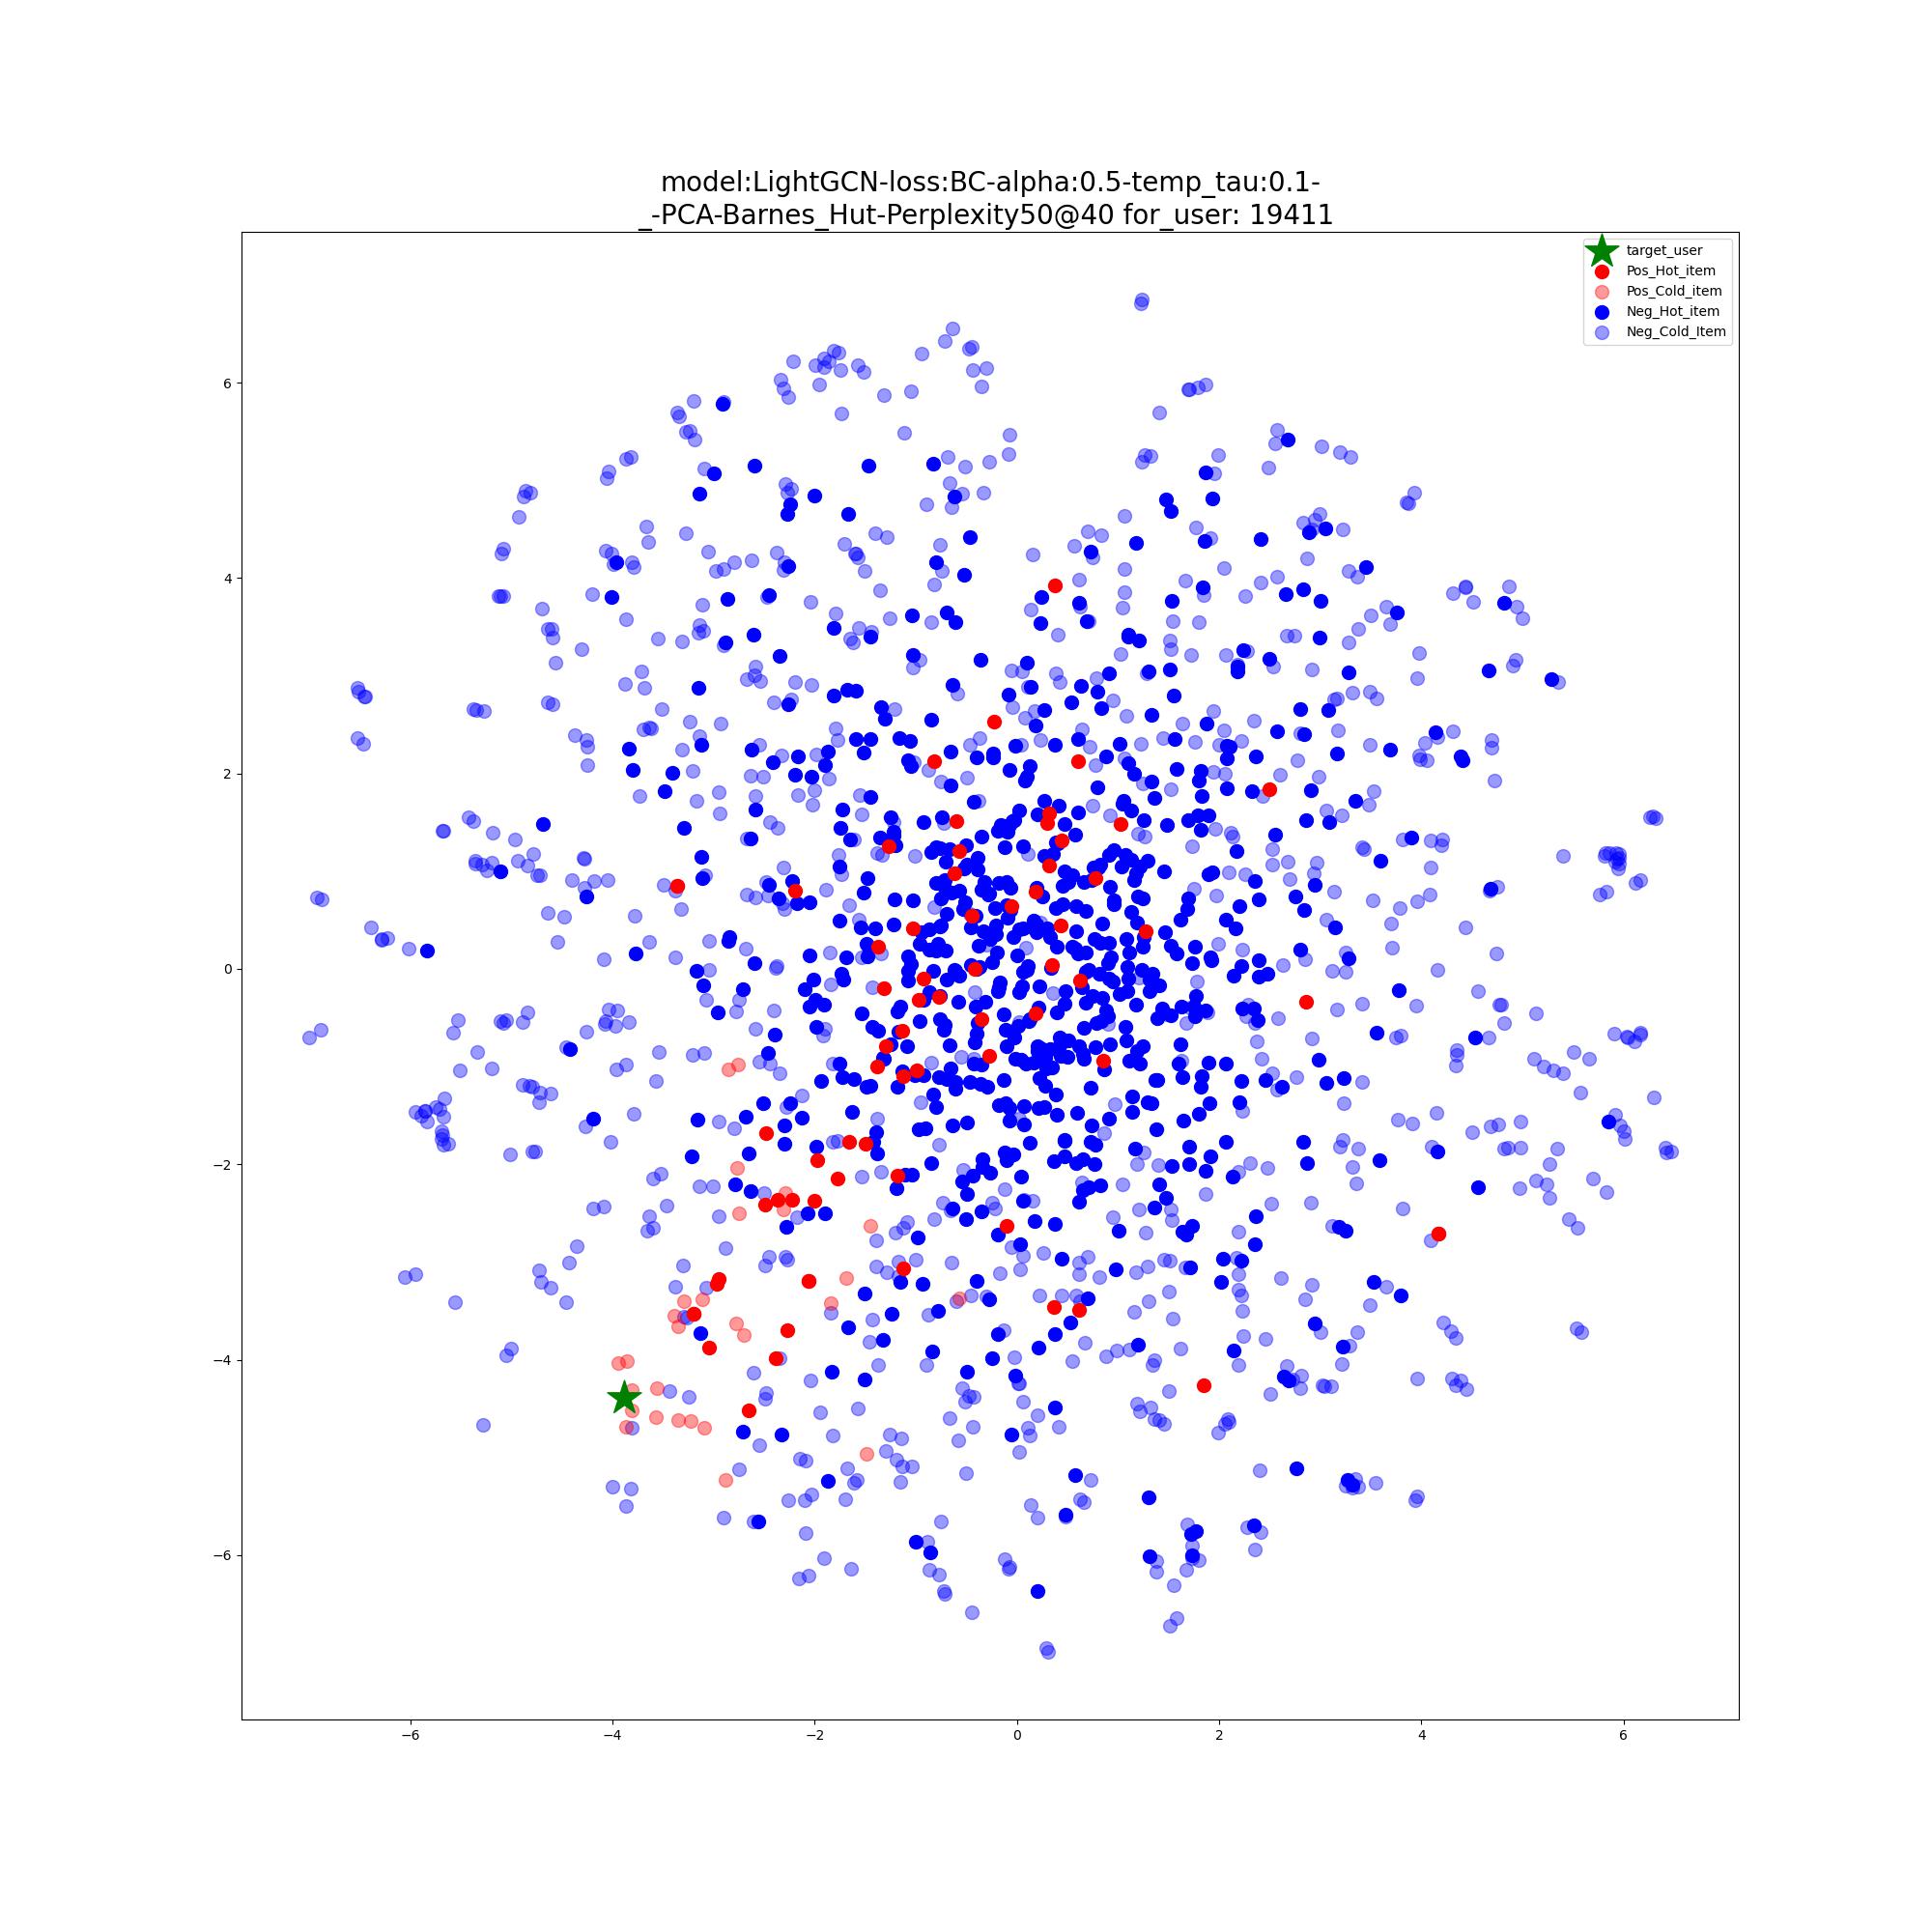 model:LightGCN-loss:BC-alpha:0.5-temp_tau:0.1-
_-PCA-Barnes_Hut-Perplexity50@40 for_user: 19411
target_user
Pos_Hot_item
Pos_Cold_item
Neg_Hot_item
Neg_Cold_Item
6
4
2
0
−2
−4
−6
−6 −4 −2 0 2 4 6